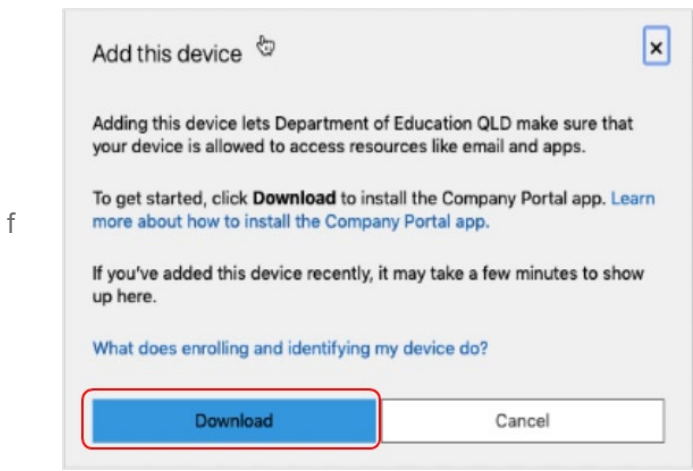 Add this device
×
Adding this device lets Department of Education QLD make sure that
your device is allowed to access resources like email and apps.
To get started, click Download to install the Company Portal app. Learn
more about how to install the Company Portal app.
f
If you've added this device recently, it may take a few minutes to show
up here.
What does enrolling and identifying my device do?
Download
Cancel